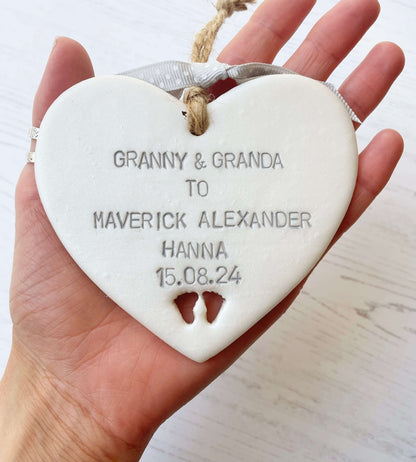 GRANNY & GRANDA
TO
MAVERICK ALEXANDER
HANNA
15.08.24